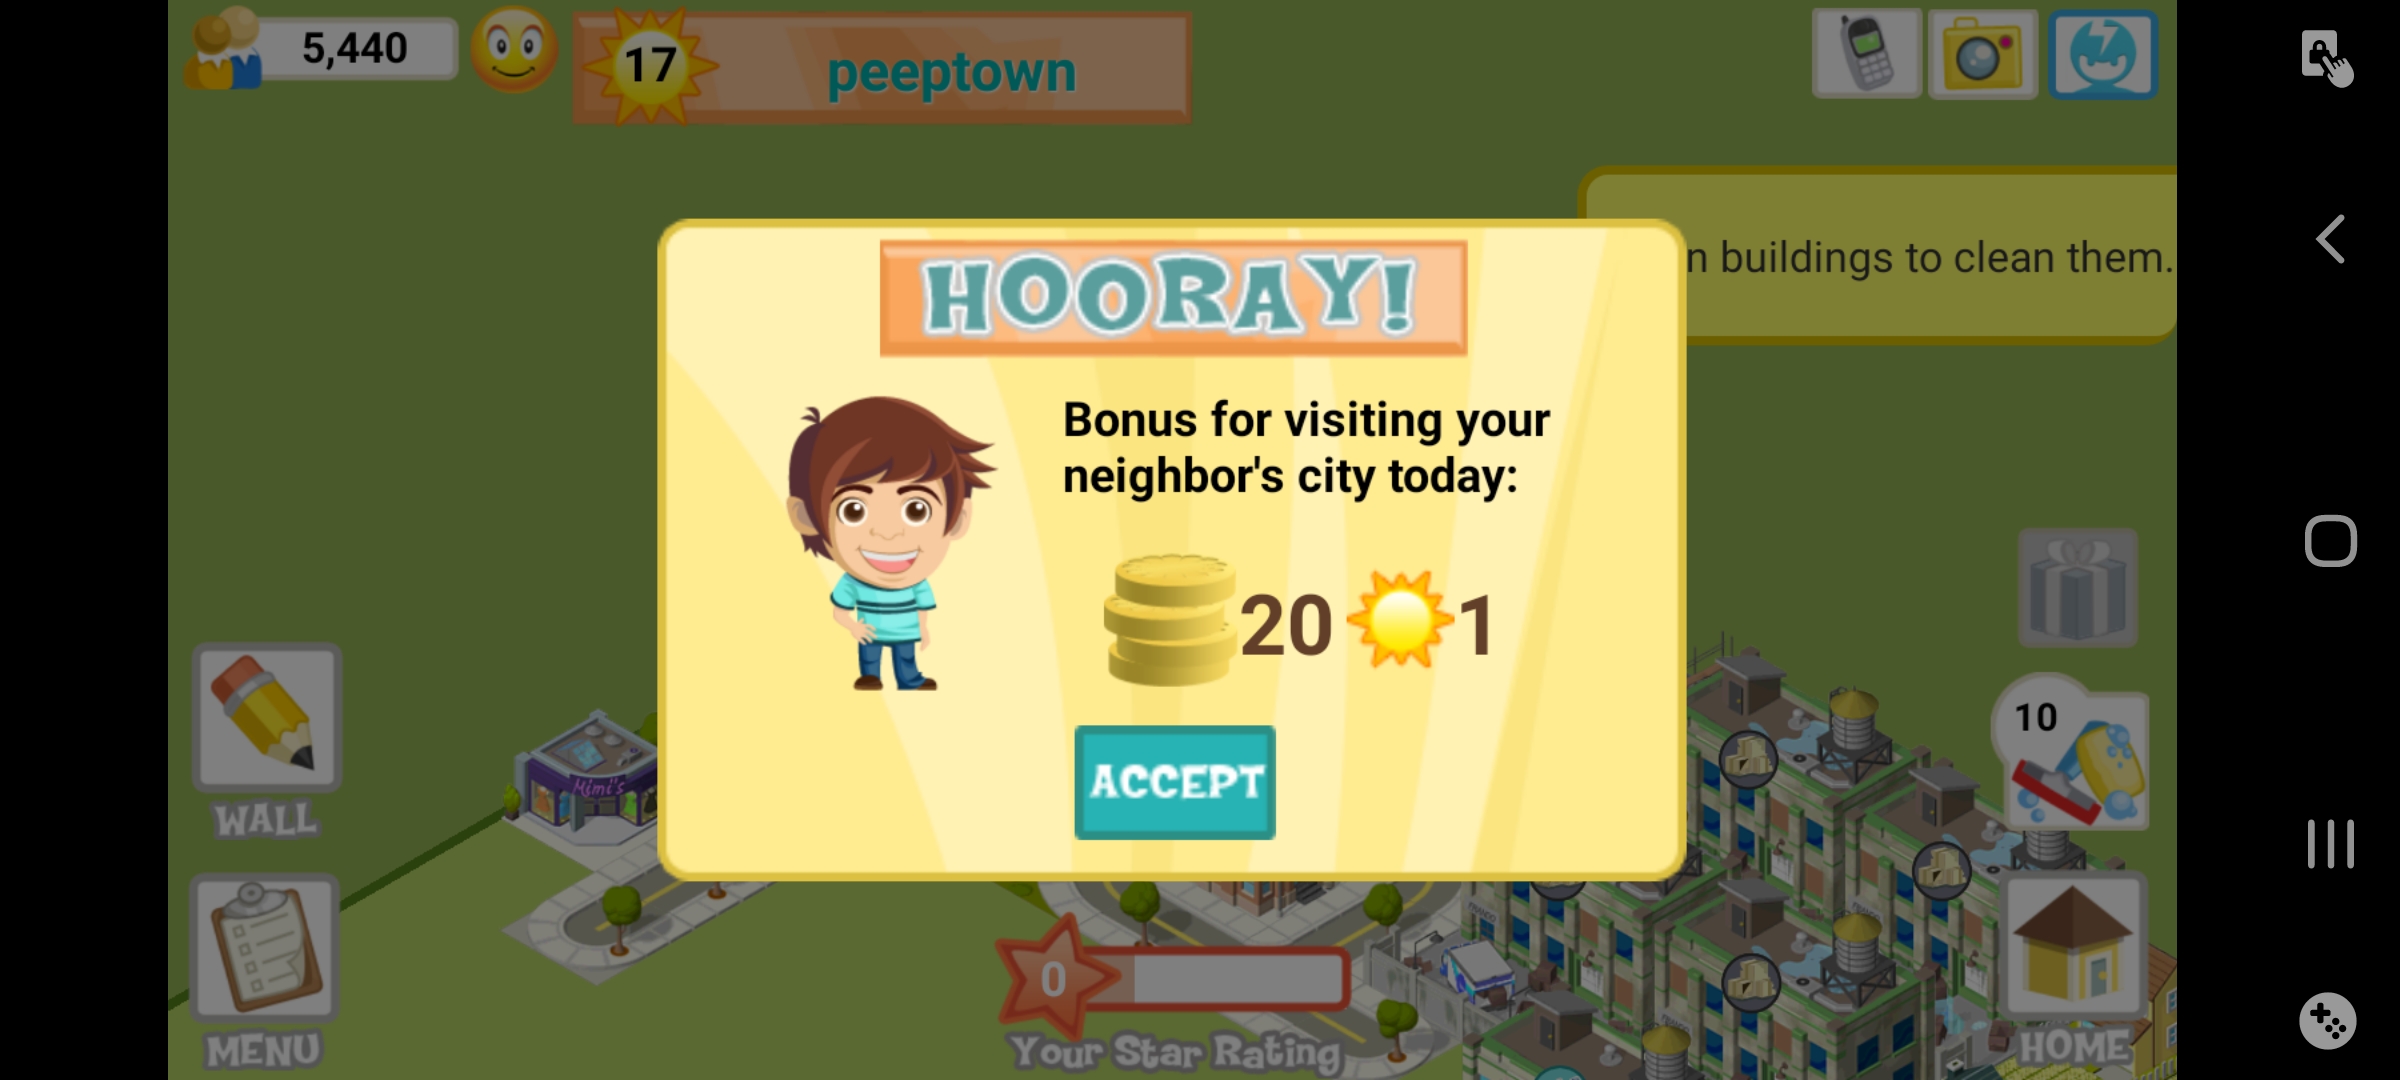 5,440
17
peeptown
n buildings to clean them.
HOORAY!
Bonus for visiting your
neighbor's city today:
20 1
ACCEPT
10
WALL
Mimi's
0
MENU
Your Star Rating
HOME